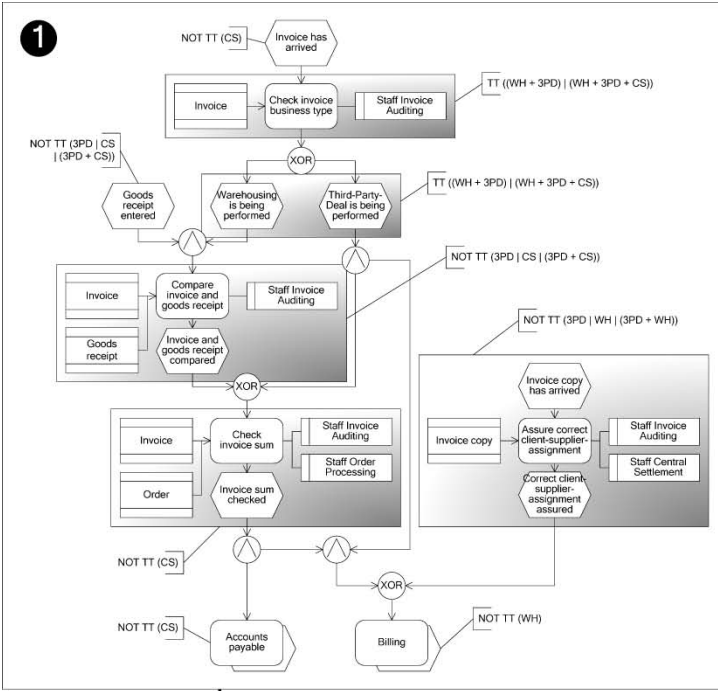 1
NOT TT (CS)
Invoice has
arrived
Invoice
Check invoice
business type
Staff Invoice
Auditing
TT ((WH + 3PD) | (WH + 3PD + CS))
NOT TT (3PD | CS
| (3PD + CS))
XOR
Goods
receipt
entered
Warehousing
is being
performed
Third-Party-
Deal is being
performed
TT ((WH + 3PD) | (WH + 3PD + CS))
NOT TT (3PD | CS | (3PD + CS))
Invoice
Compare
invoice and
goods receipt
Staff Invoice
Auditing
Goods
receipt
Invoice and
goods receipt
compared
NOT TT (3PD | WH | (3PD + WH))
XOR
Invoice copy
has arrived
Invoice
Check
invoice sum
Staff Invoice
Auditing
Staff Order
Processing
Order
Invoice sum
checked
Invoice copy
Assure correct
client-supplier-
assignment
Staff Invoice
Auditing
Staff Central
Settlement
Correct client-
supplier-
assignment
assured
NOT TT (CS)
XOR
NOT TT (CS)
Accounts
payable
Billing
NOT TT (WH)